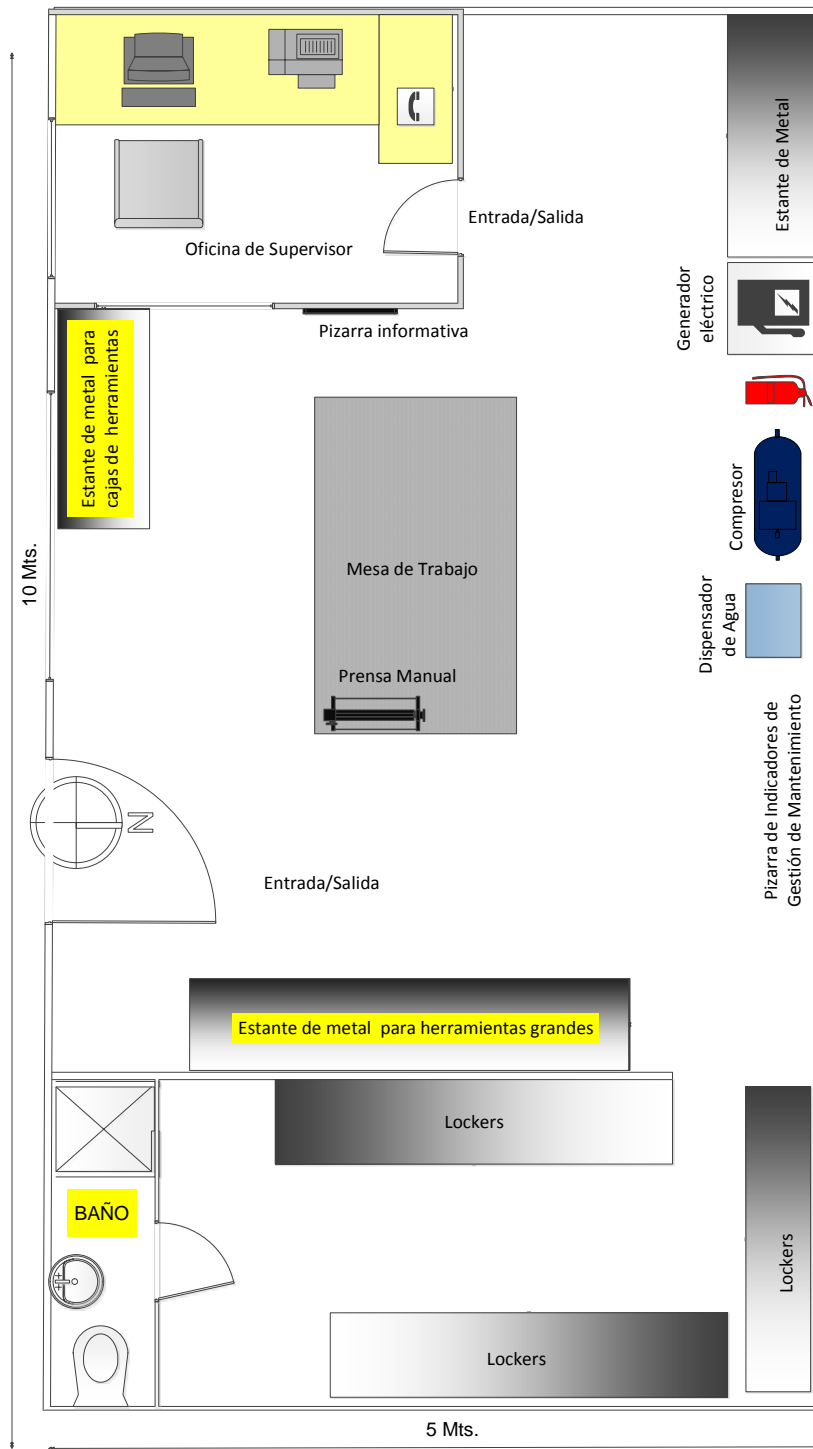 Estante de Metal
Entrada/Salida
Oficina de Supervisor
Generador
eléctrico
Pizarra informativa
Estante de metal para
cajas de herramientas
Compresor
10 Mts.
Mesa de Trabajo
Dispensador
de Agua
Prensa Manual
Pizarra de Indicadores de
Gestión de Mantenimiento
N
Entrada/Salida
Estante de metal para herramientas grandes
Lockers
BAÑO
Lockers
Lockers
5 Mts.